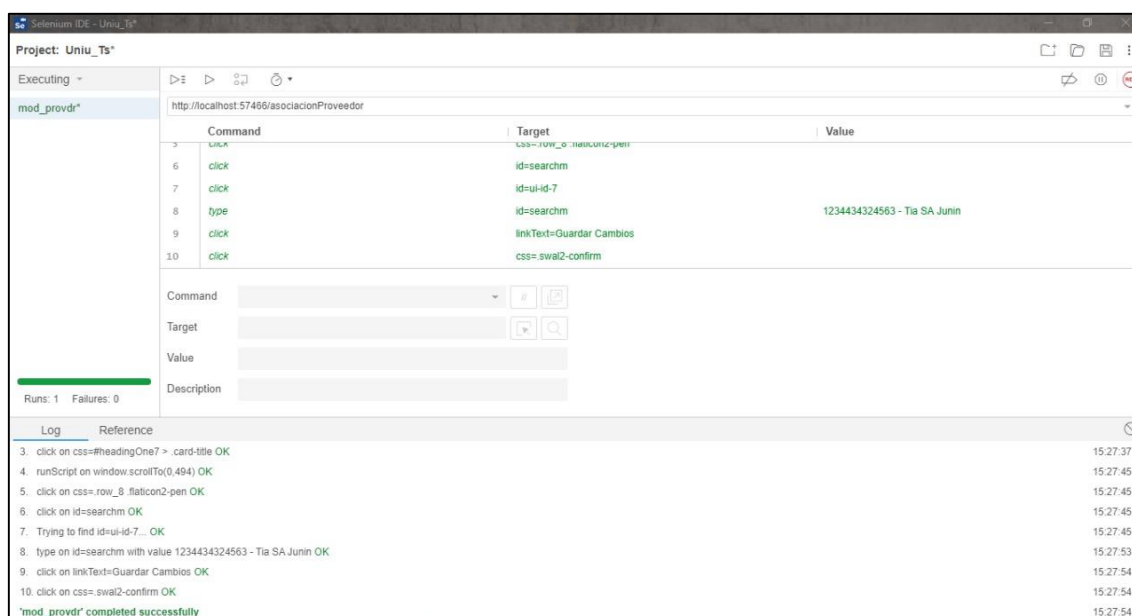 Selenium IDE - Uniu_Ts*
Project: Uniu_Ts*
Executing
mod_provdr*
http://localhost:57466/asociacionProveedor
Command Target Value
5 click css=.row_8 .flaticon2-pen
6 click id=searchm
7 click id=ui-id-7
8 type id=searchm 1234434324563 - Tia SA Junin
9 click linkText=Guardar Cambios
10 click css=.swal2-confirm
Command
//
Target
Value
Description
Runs: 1 Failures: 0
Log Reference
3. click on css=#headingOne7 > .card-title OK 15:27:37
4. runScript on window.scrollTo(0,494) OK 15:27:45
5. click on css=.row_8 .flaticon2-pen OK 15:27:45
6. click on id=searchm OK 15:27:45
7. Trying to find id=ui-id-7... OK 15:27:45
8. type on id=searchm with value 1234434324563 - Tia SA Junin OK 15:27:53
9. click on linkText=Guardar Cambios OK 15:27:54
10. click on css=.swal2-confirm OK 15:27:54
'mod_provdr' completed successfully 15:27:54